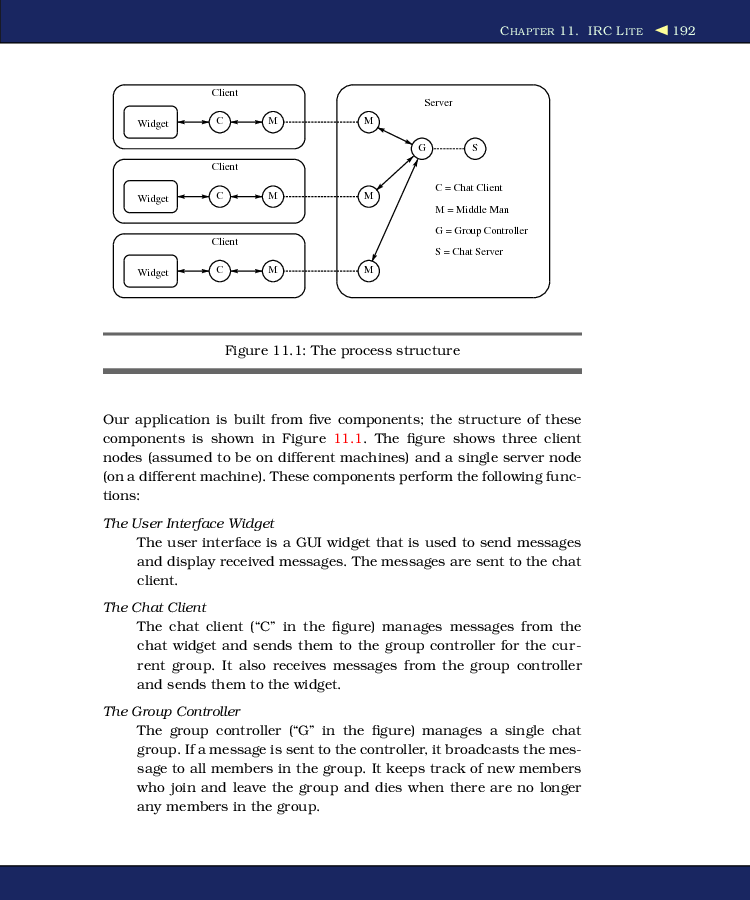 CHAPTER 11. IRC LITE ◀ 192
Client
Server
Widget C M M
G S
Client
C = Chat Client
Widget C M M
M = Middle Man
G = Group Controller
Client
S = Chat Server
Widget C M M
Figure 11.1: The process structure
Our application is built from five components; the structure of these
components is shown in Figure 11.1. The figure shows three client
nodes (assumed to be on different machines) and a single server node
(on a different machine). These components perform the following func-
tions:
The User Interface Widget
The user interface is a GUI widget that is used to send messages
and display received messages. The messages are sent to the chat
client.
The Chat Client
The chat client (“C” in the figure) manages messages from the
chat widget and sends them to the group controller for the cur-
rent group. It also receives messages from the group controller
and sends them to the widget.
The Group Controller
The group controller (“G” in the figure) manages a single chat
group. If a message is sent to the controller, it broadcasts the mes-
sage to all members in the group. It keeps track of new members
who join and leave the group and dies when there are no longer
any members in the group.